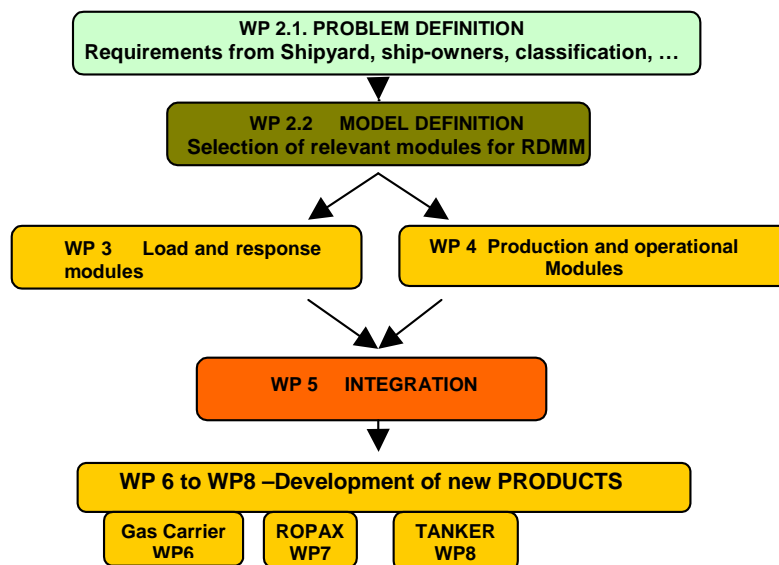 WP 2.1. PROBLEM DEFINITION
Requirements from Shipyard, ship-owners, classification, …
WP 2.2 MODEL DEFINITION
Selection of relevant modules for RDMM
WP 3 Load and response
modules
WP 4 Production and operational
Modules
WP 5 INTEGRATION
WP 6 to WP8 –Development of new PRODUCTS
Gas Carrier
WP6
ROPAX
WP7
TANKER
WP8